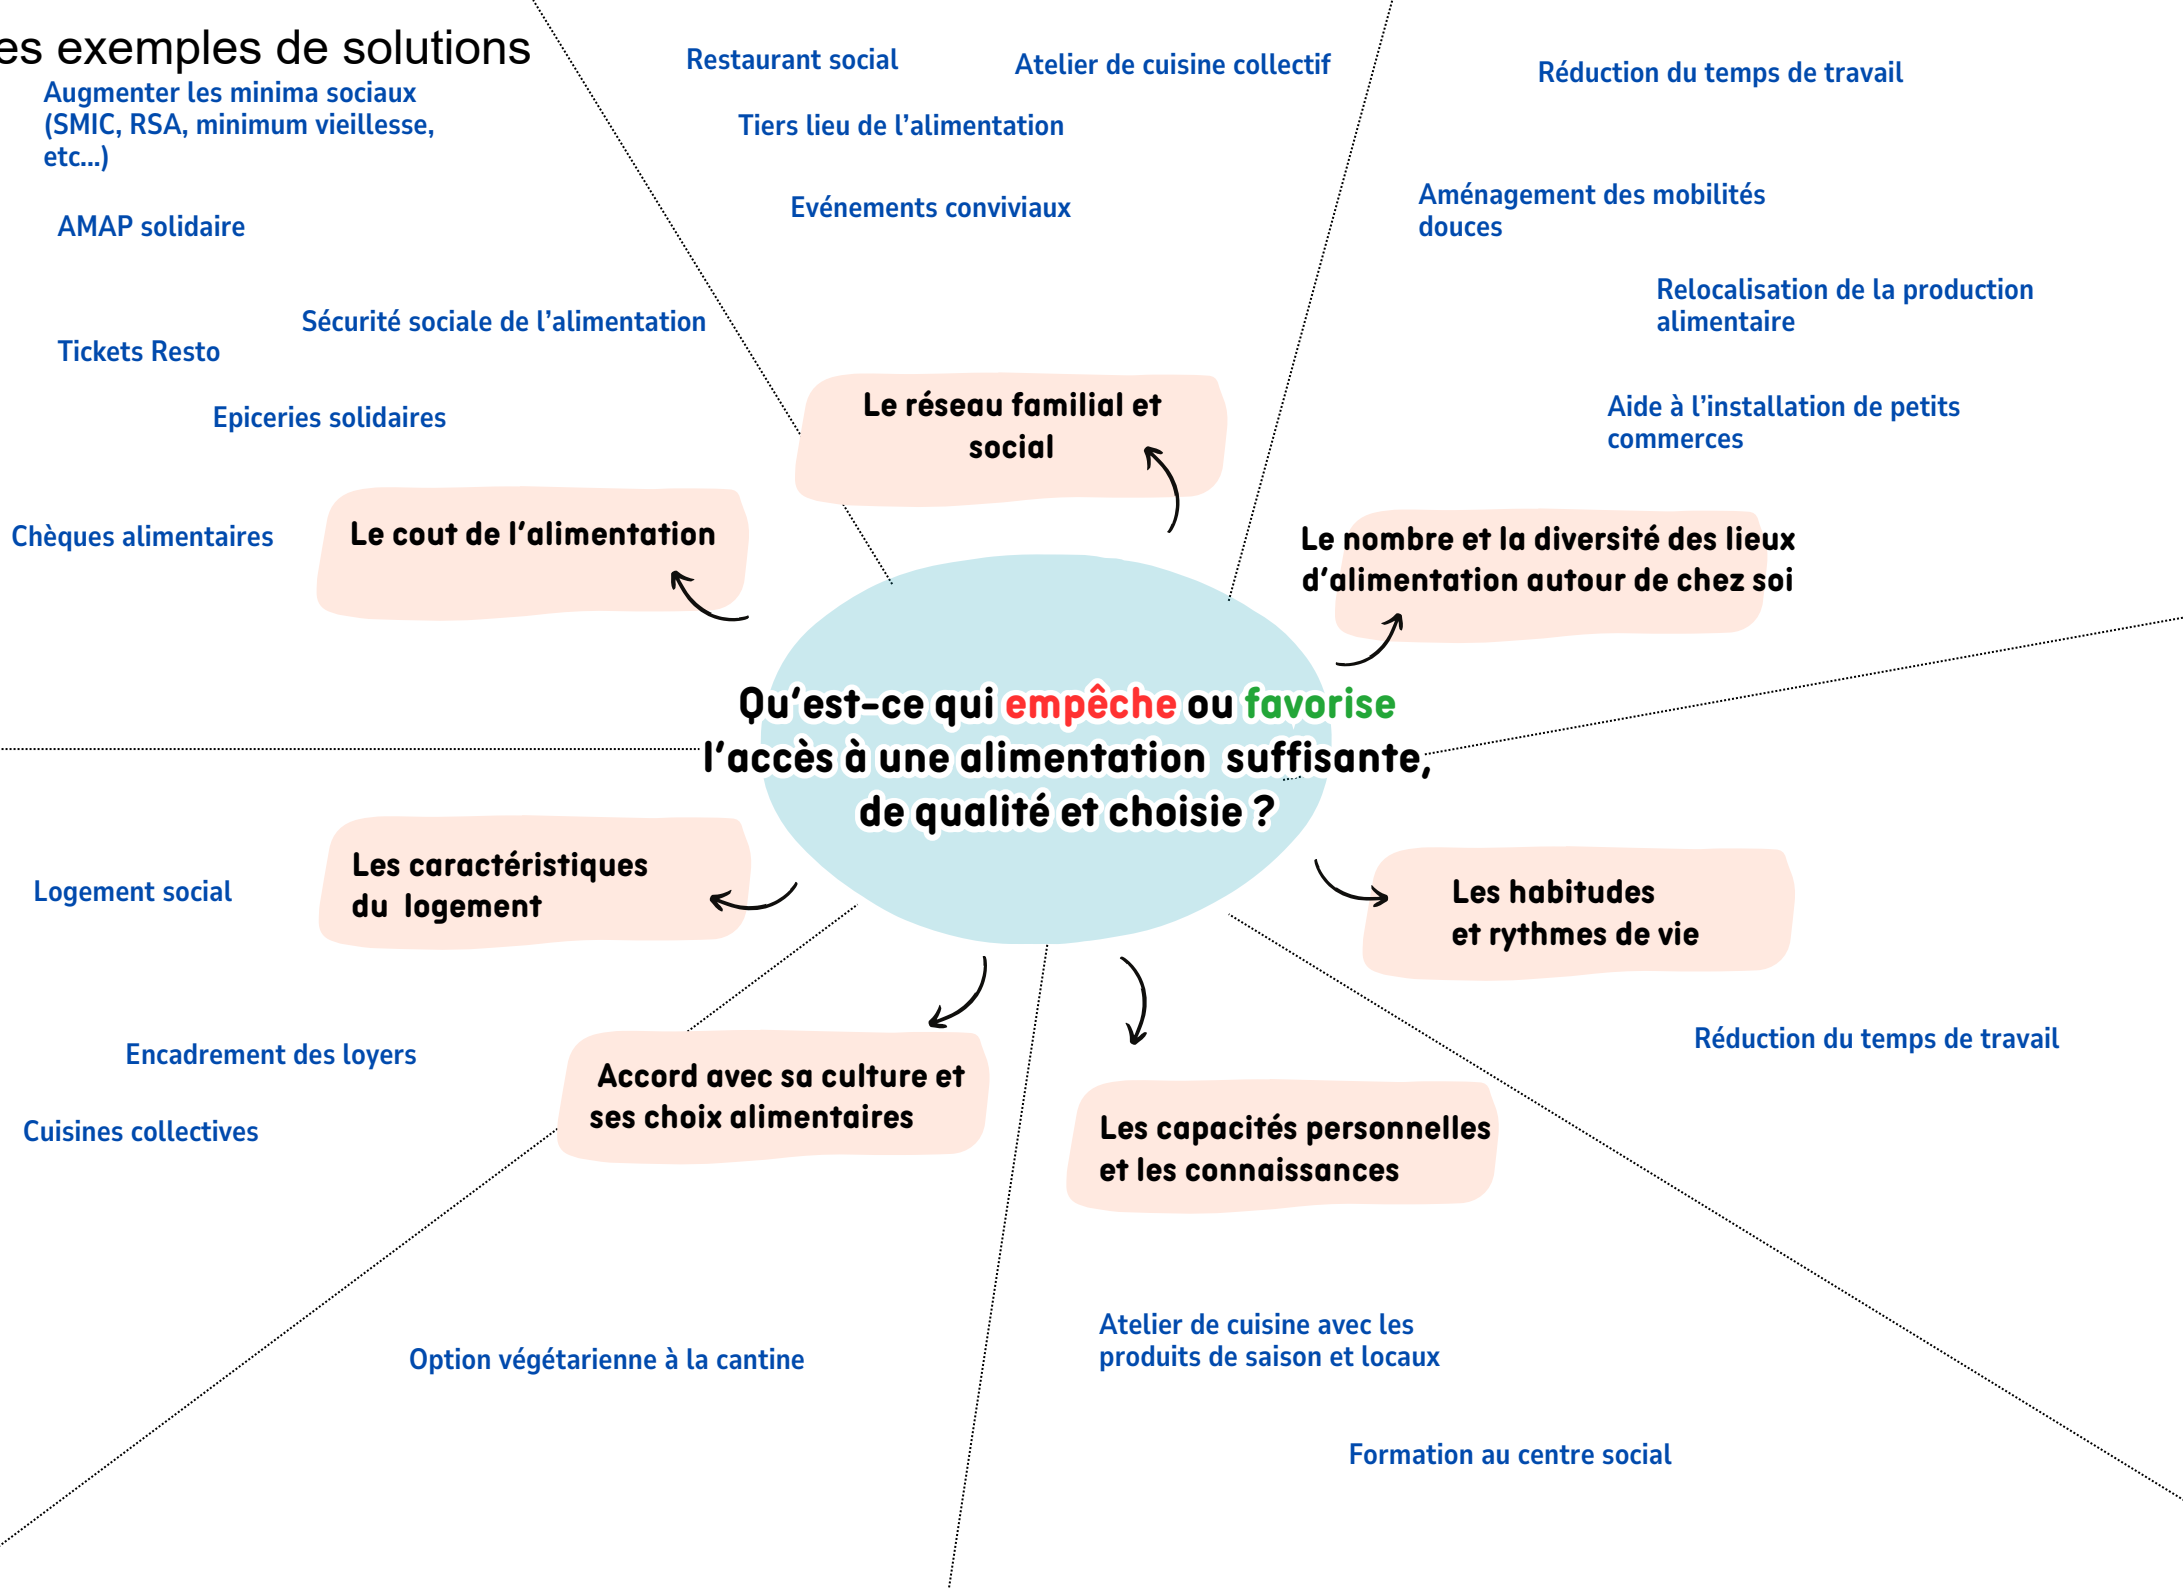 es exemples de solutions
Augmenter les minima sociaux
(SMIC, RSA, minimum vieillesse,
etc...)
AMAP solidaire
Sécurité sociale de l'alimentation
Tickets Resto
Epiceries solidaires
Chèques alimentaires
Le cout de l'alimentation
Restaurant social
Atelier de cuisine collectif
Tiers lieu de l'alimentation
Evénements conviviaux
Le réseau familial et
social
Réduction du temps de travail
Aménagement des mobilités
douces
Relocalisation de la production
alimentaire
Aide à l'installation de petits
commerces
Le nombre et la diversité des lieux
d'alimentation autour de chez soi
Qu'est-ce qui empêche ou favorise
l'accès à une alimentation suffisante,
de qualité et choisie ?
Les caractéristiques
du logement
Logement social
Encadrement des loyers
Cuisines collectives
Accord avec sa culture et
ses choix alimentaires
Option végétarienne à la cantine
Les capacités personnelles
et les connaissances
Atelier de cuisine avec les
produits de saison et locaux
Formation au centre social
Les habitudes
et rythmes de vie
Réduction du temps de travail